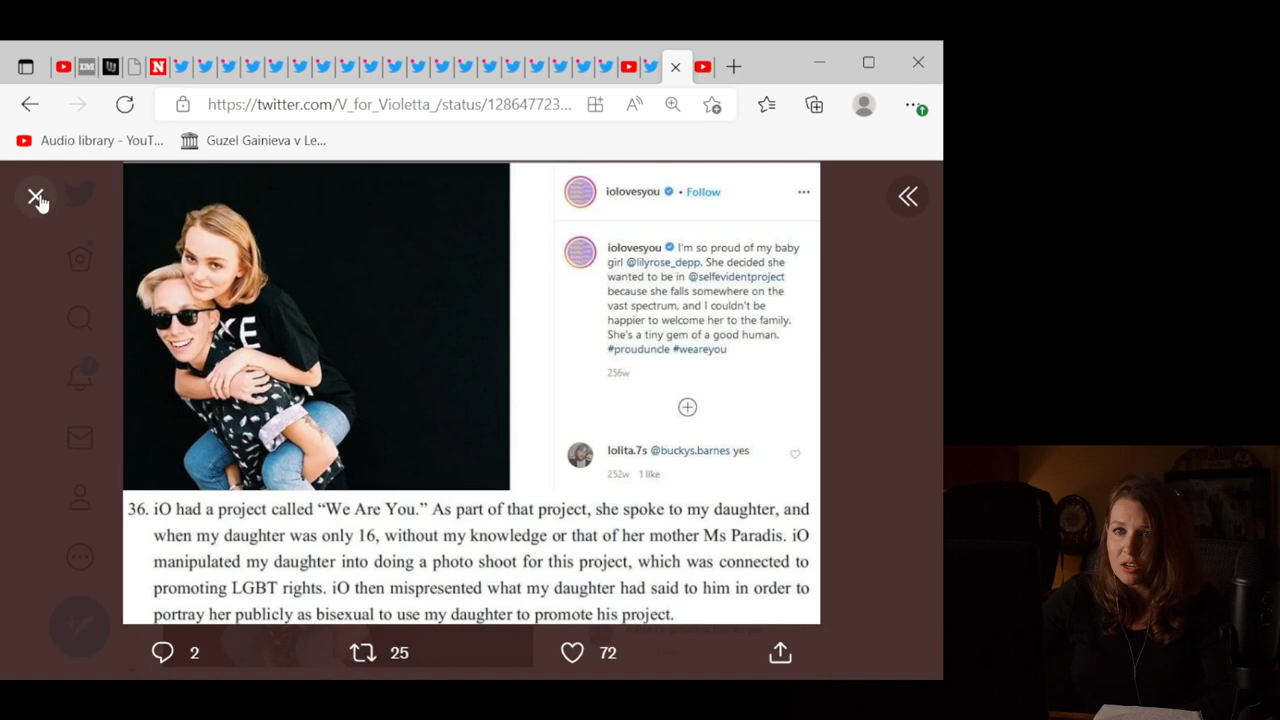 https://twitter.com/V_for_Violetta_/status/128647723...
Audio library - YouT...
Guzel Gainieva v Le...
iolovesyou • Follow
iolovesyou I'm so proud of my baby
girl @lilyrose_depp. She decided she
wanted to be in @selfevidentproject
because she falls somewhere on the
vast spectrum, and I couldn't be
happier to welcome her to the family.
She's a tiny gem of a good human.
#prouduncle #weareyou
256w
lolita.7s @buckys.barnes yes
252w 1 like
36. iO had a project called “We Are You.” As part of that project, she spoke to my daughter, and
when my daughter was only 16, without my knowledge or that of her mother Ms Paradis. iO
manipulated my daughter into doing a photo shoot for this project, which was connected to
promoting LGBT rights. iO then mispresented what my daughter had said to him in order to
portray her publicly as bisexual to use my daughter to promote his project.
2
25
72